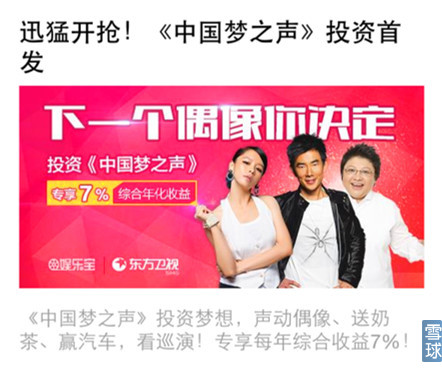 迅猛开抢！《中国梦之声》投资首
发
下一个偶像你决定
投资《中国梦之声》
专享7% 综合年化收益
娱乐宝 东方卫视
《中国梦之声》投资梦想，声动偶像、送奶
茶、赢汽车，看巡演！专享每年综合收益7%！
雪球